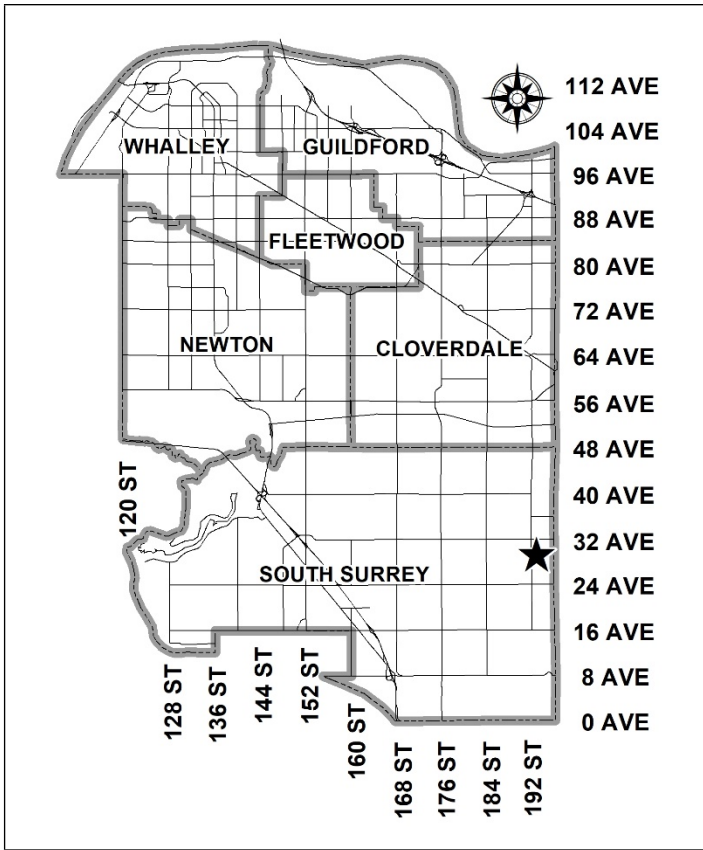 112 AVE
104 AVE
WHALLEY
GUILDFORD
96 AVE
88 AVE
FLEETWOOD
80 AVE
72 AVE
NEWTON
CLOVERDALE
64 AVE
56 AVE
48 AVE
120 ST
40 AVE
32 AVE
SOUTH SURREY
24 AVE
16 AVE
8 AVE
0 AVE
128 ST
136 ST
144 ST
152 ST
160 ST
168 ST
176 ST
184 ST
192 ST